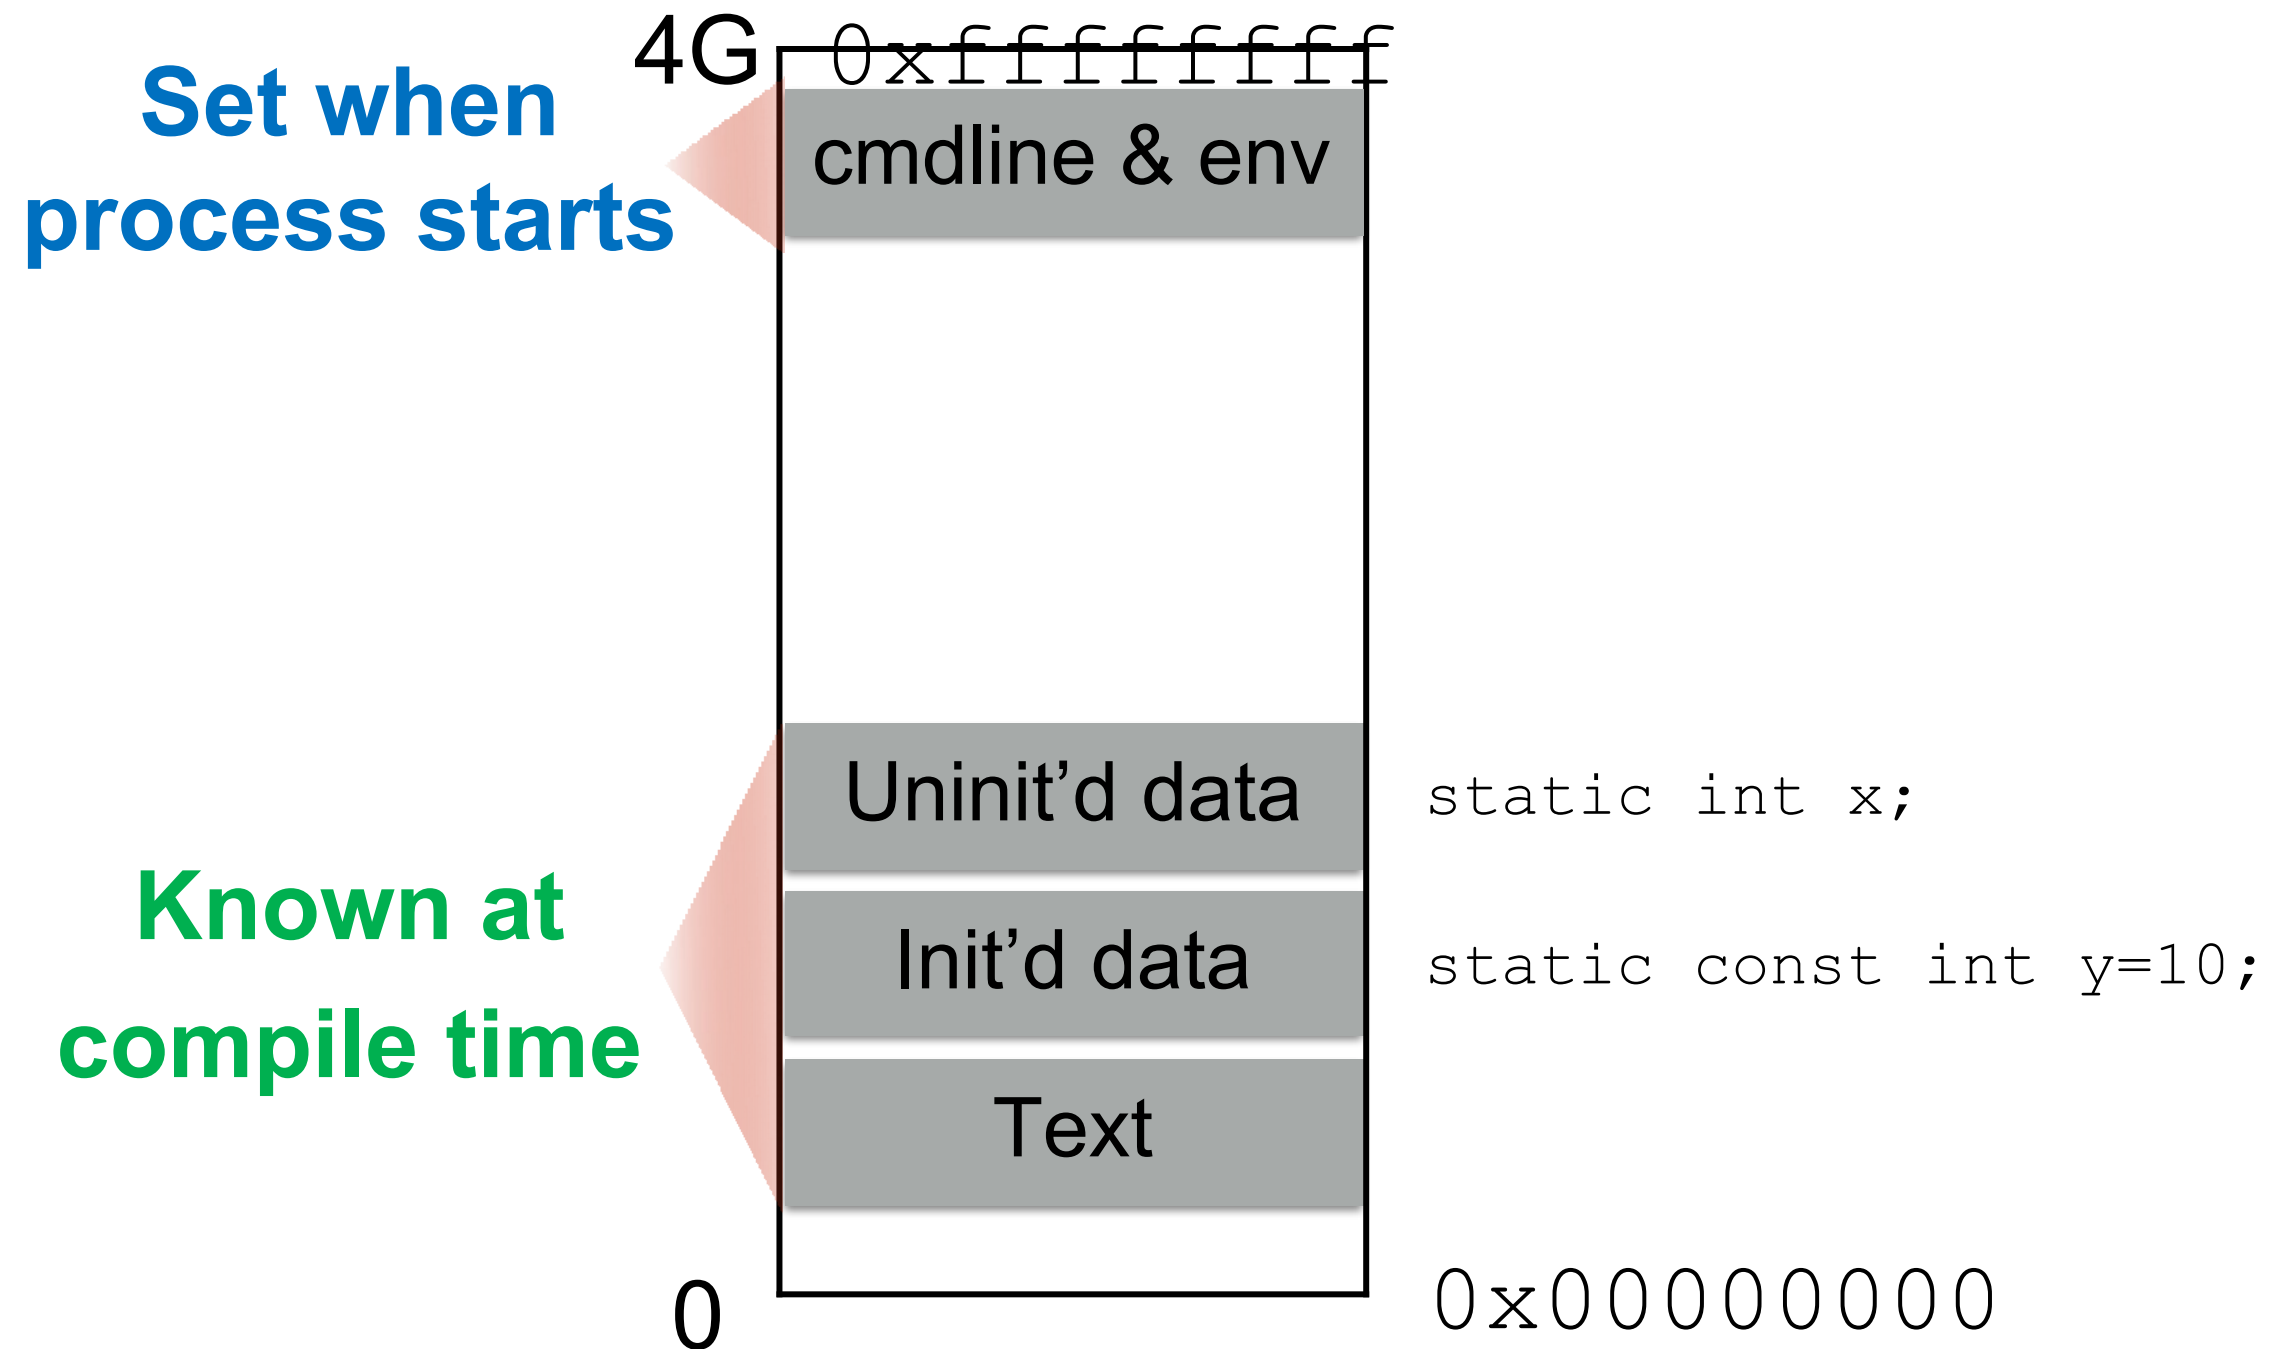 4G
0xffffffff
Set when
process starts
cmdline & env
Uninit’d data
static int x;
Known at
compile time
Init’d data
static const int y=10;
Text
0
0x00000000